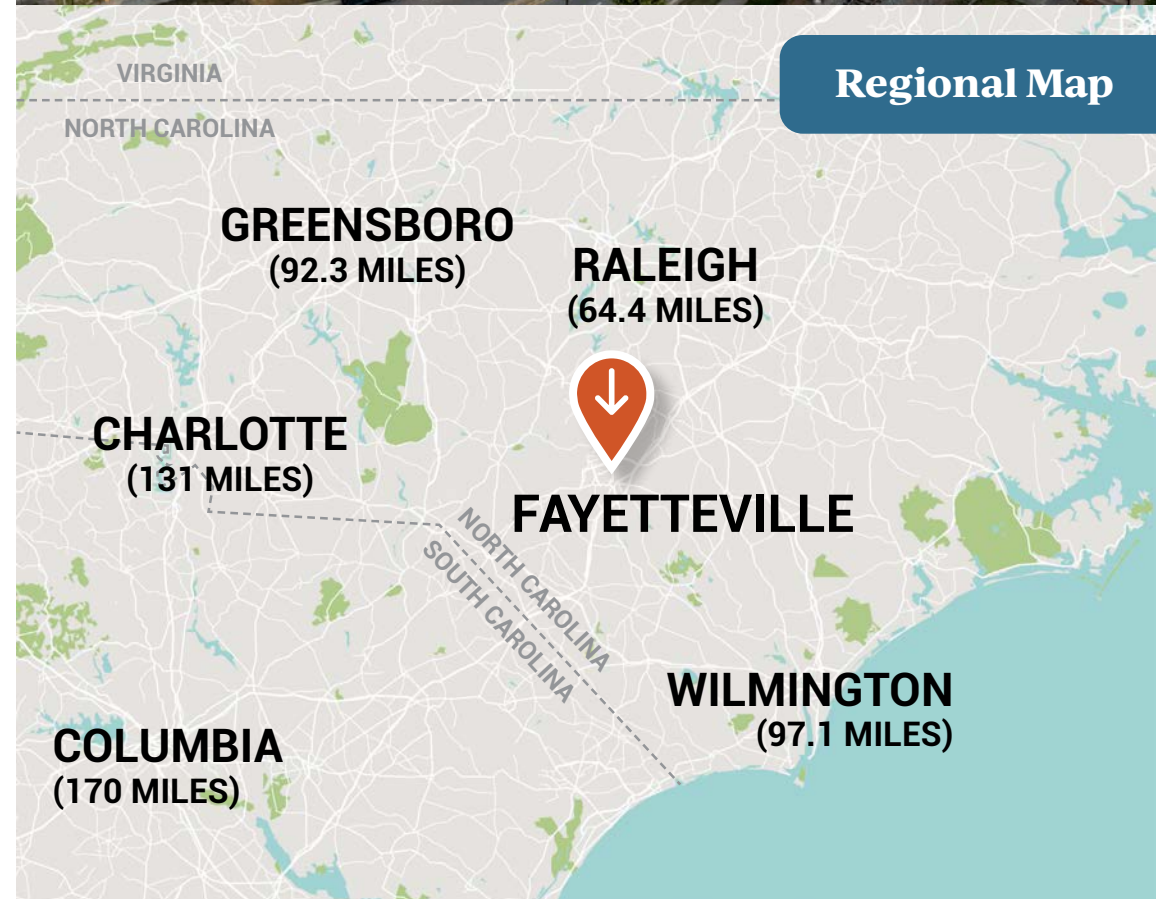 Regional Map
VIRGINIA
NORTH CAROLINA
GREENSBORO
(92.3 MILES)
RALEIGH
(64.4 MILES)
CHARLOTTE
(131 MILES)
FAYETTEVILLE
NORTH CAROLINA
SOUTH CAROLINA
WILMINGTON
(97.1 MILES)
COLUMBIA
(170 MILES)